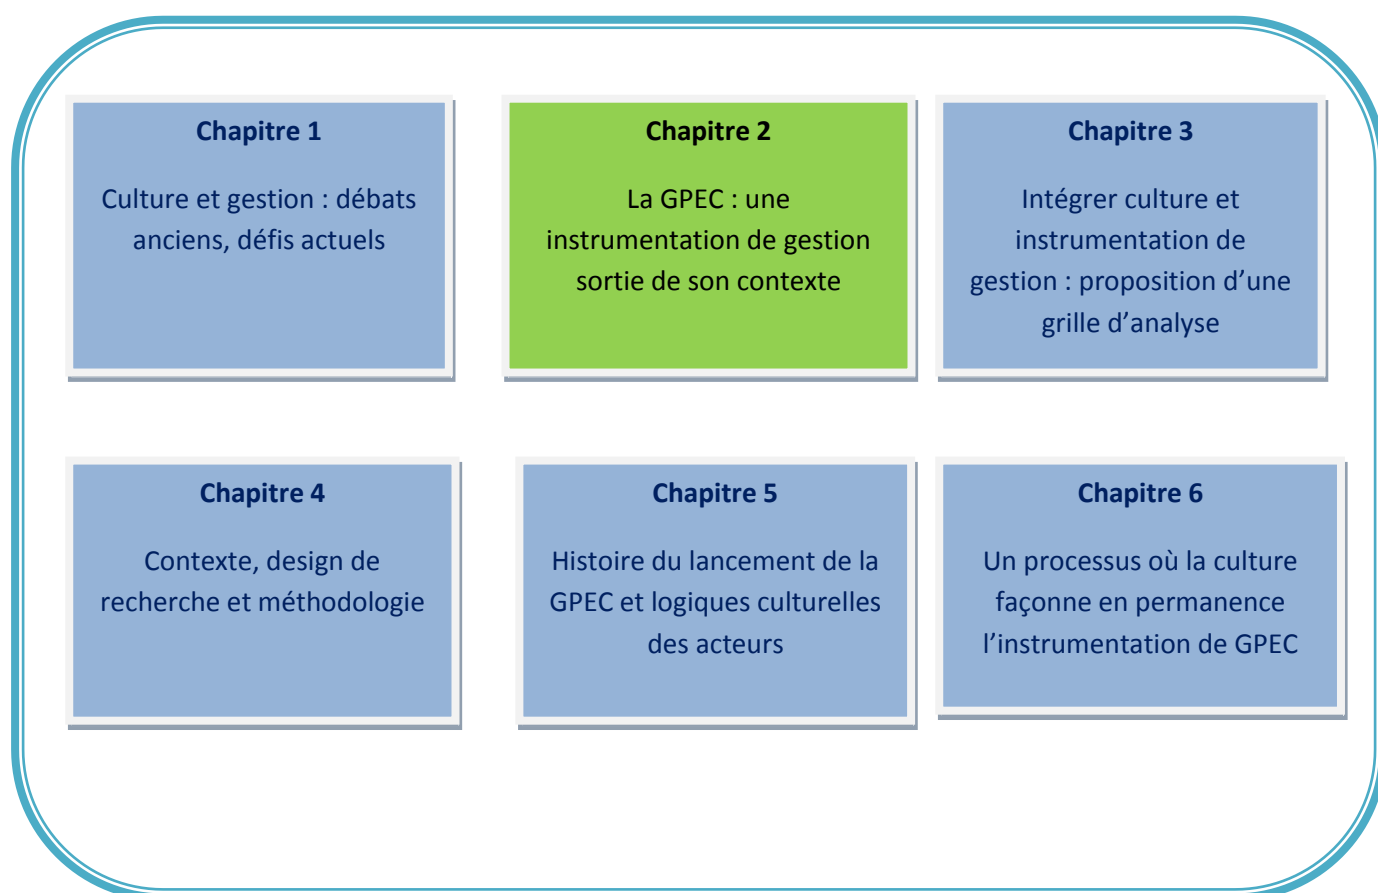 Chapitre 1
Culture et gestion : débats
anciens, défis actuels
Chapitre 2
La GPEC : une
instrumentation de gestion
sortie de son contexte
Chapitre 3
Intégrer culture et
instrumentation de
gestion : proposition d’une
grille d’analyse
Chapitre 4
Contexte, design de
recherche et méthodologie
Chapitre 5
Histoire du lancement de la
GPEC et logiques culturelles
des acteurs
Chapitre 6
Un processus où la culture
façonne en permanence
l’instrumentation de GPEC